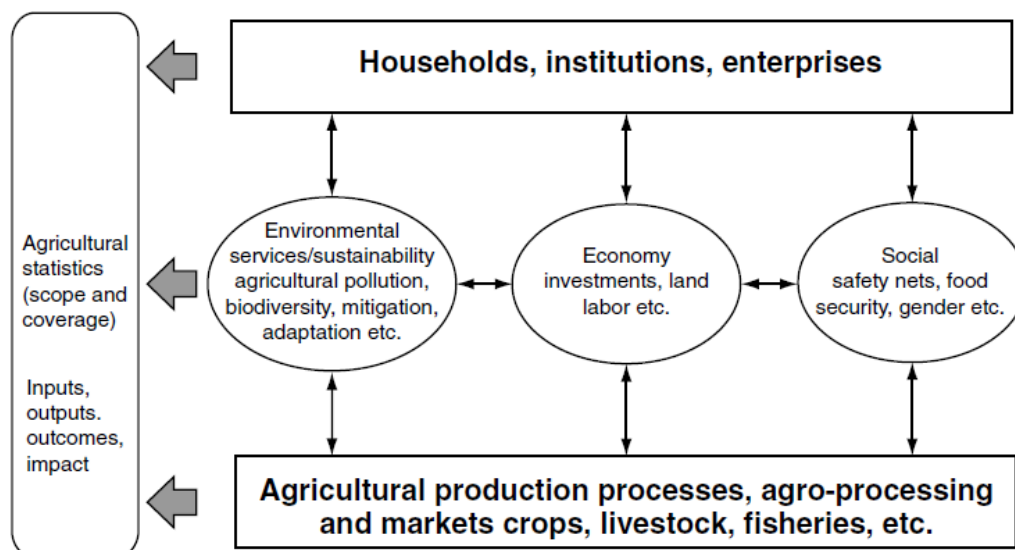 Households, institutions, enterprises
Agricultural
statistics
(scope and
coverage)
Inputs,
outputs.
outcomes,
impact
Environmental
services/sustainability
agricultural pollution,
biodiversity, mitigation,
adaptation etc.
Economy
investments, land
labor etc.
Social
safety nets, food
security, gender etc.
Agricultural production processes, agro-processing
and markets crops, livestock, fisheries, etc.